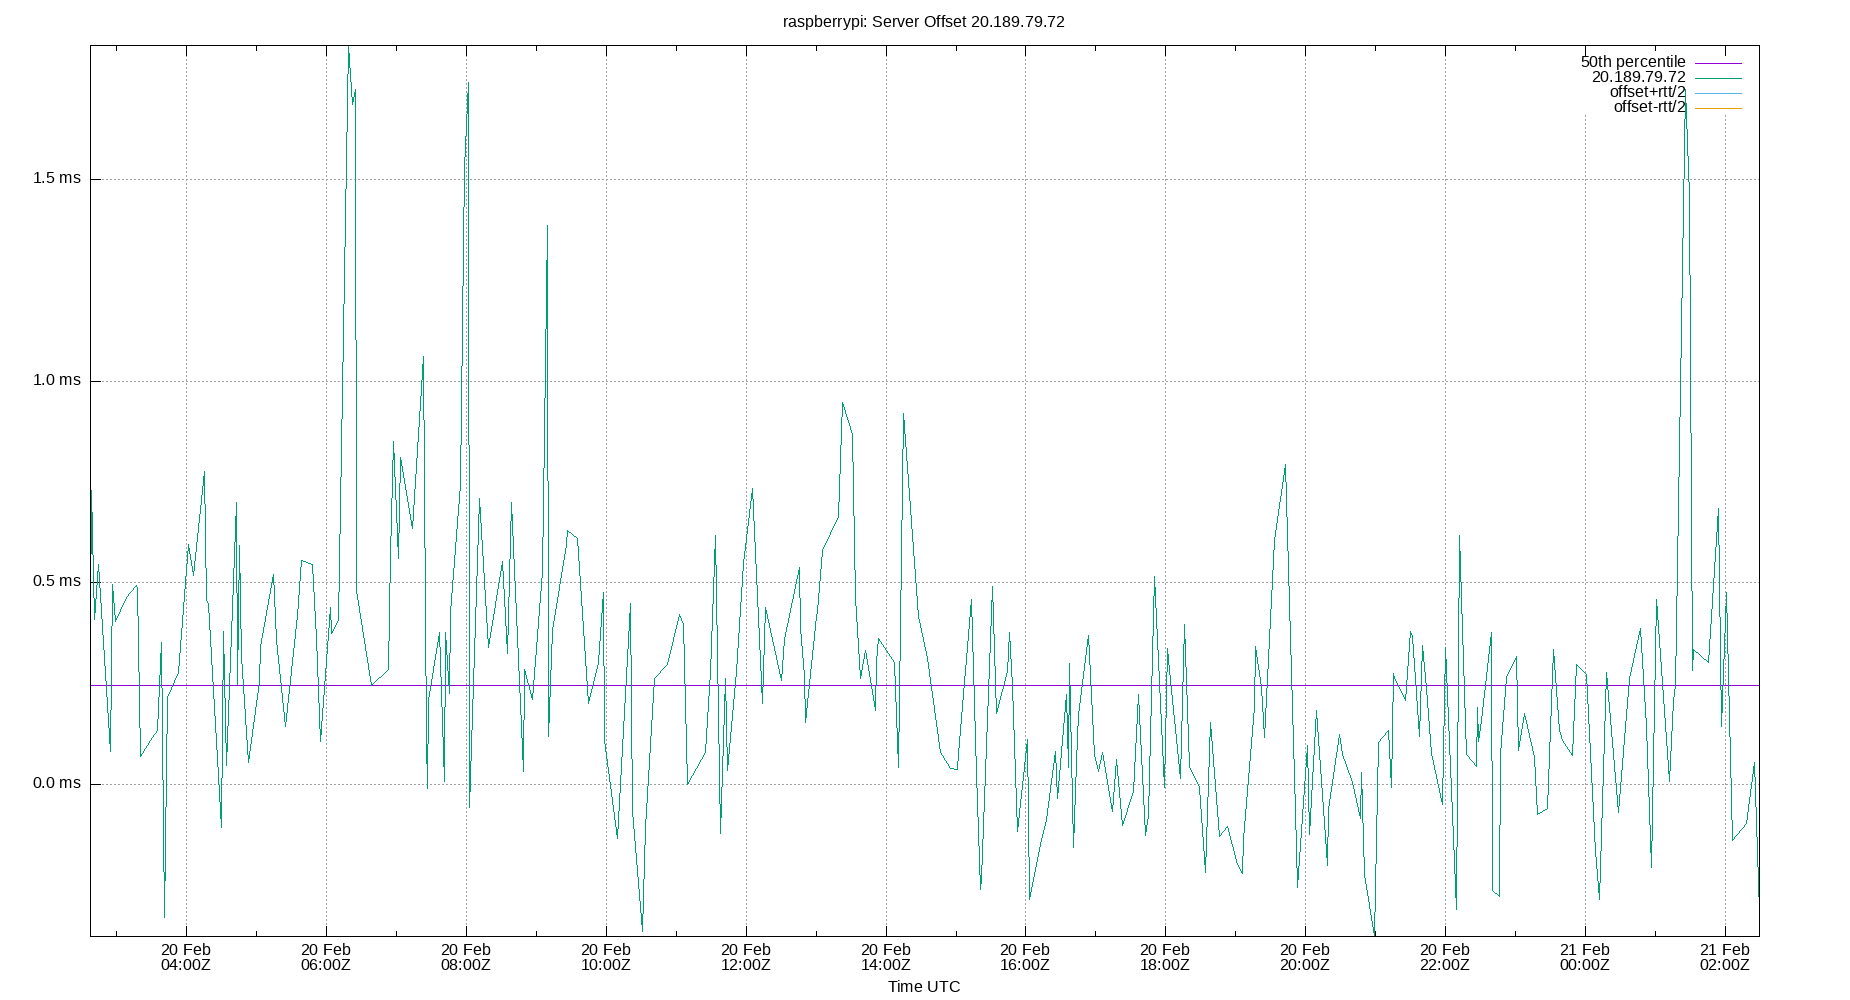 raspberrypi: Server Offset 20.189.79.72
50th percentile
20.189.79.72
offset+rtt/2
offset-rtt/2
1.5 ms
1.0 ms
0.5 ms
0.0 ms
20 Feb 20 Feb 20 Feb 20 Feb 20 Feb 20 Feb 20 Feb 20 Feb 20 Feb 20 Feb 21 Feb 21 Feb
04:00Z 06:00Z 08:00Z 10:00Z 12:00Z 14:00Z 16:00Z 18:00Z 20:00Z 22:00Z 00:00Z 02:00Z
Time UTC